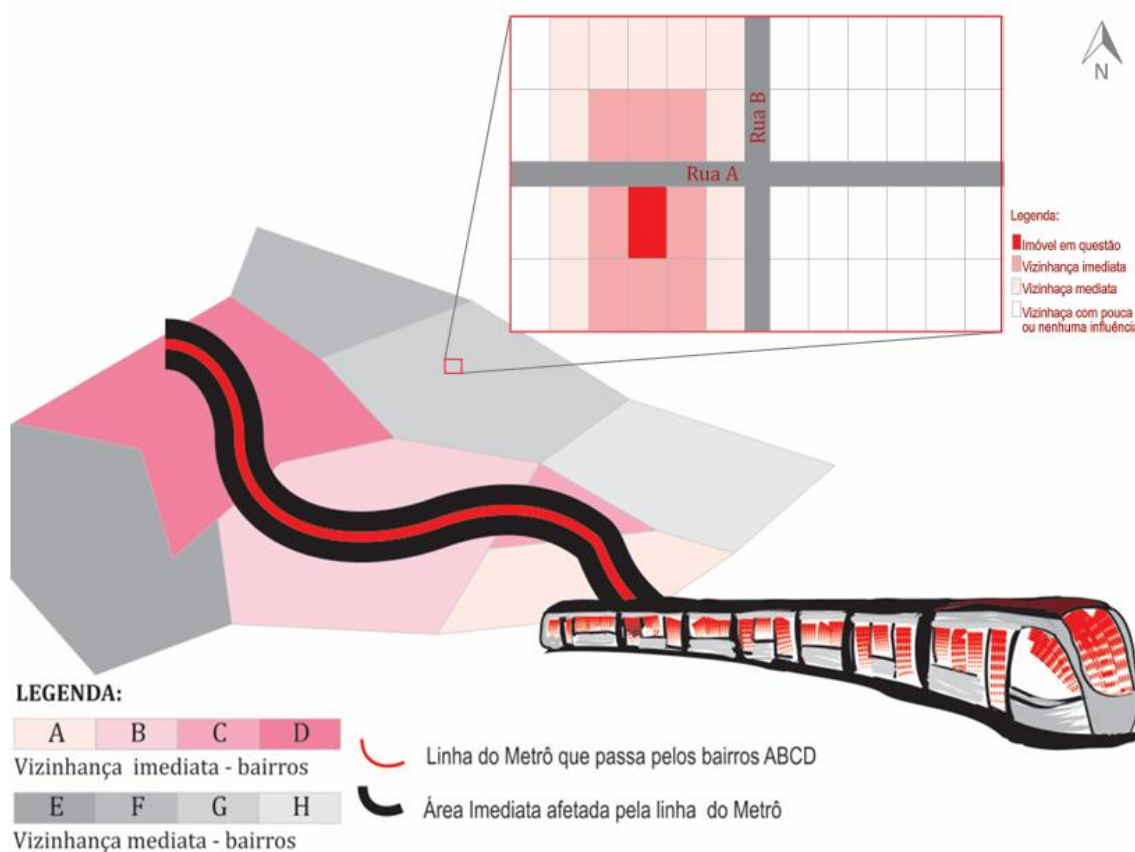 Rua B
Rua A
N
Legenda:
Imóvel em questão
Vizinhança imediata
Vizinhaça mediata
Vizinhaça com pouca
ou nenhuma influência
LEGENDA:
A B C D
Vizinhança imediata - bairros
E F G H
Vizinhança mediata - bairros
Linha do Metrô que passa pelos bairros ABCD
Área Imediata afetada pela linha do Metrô